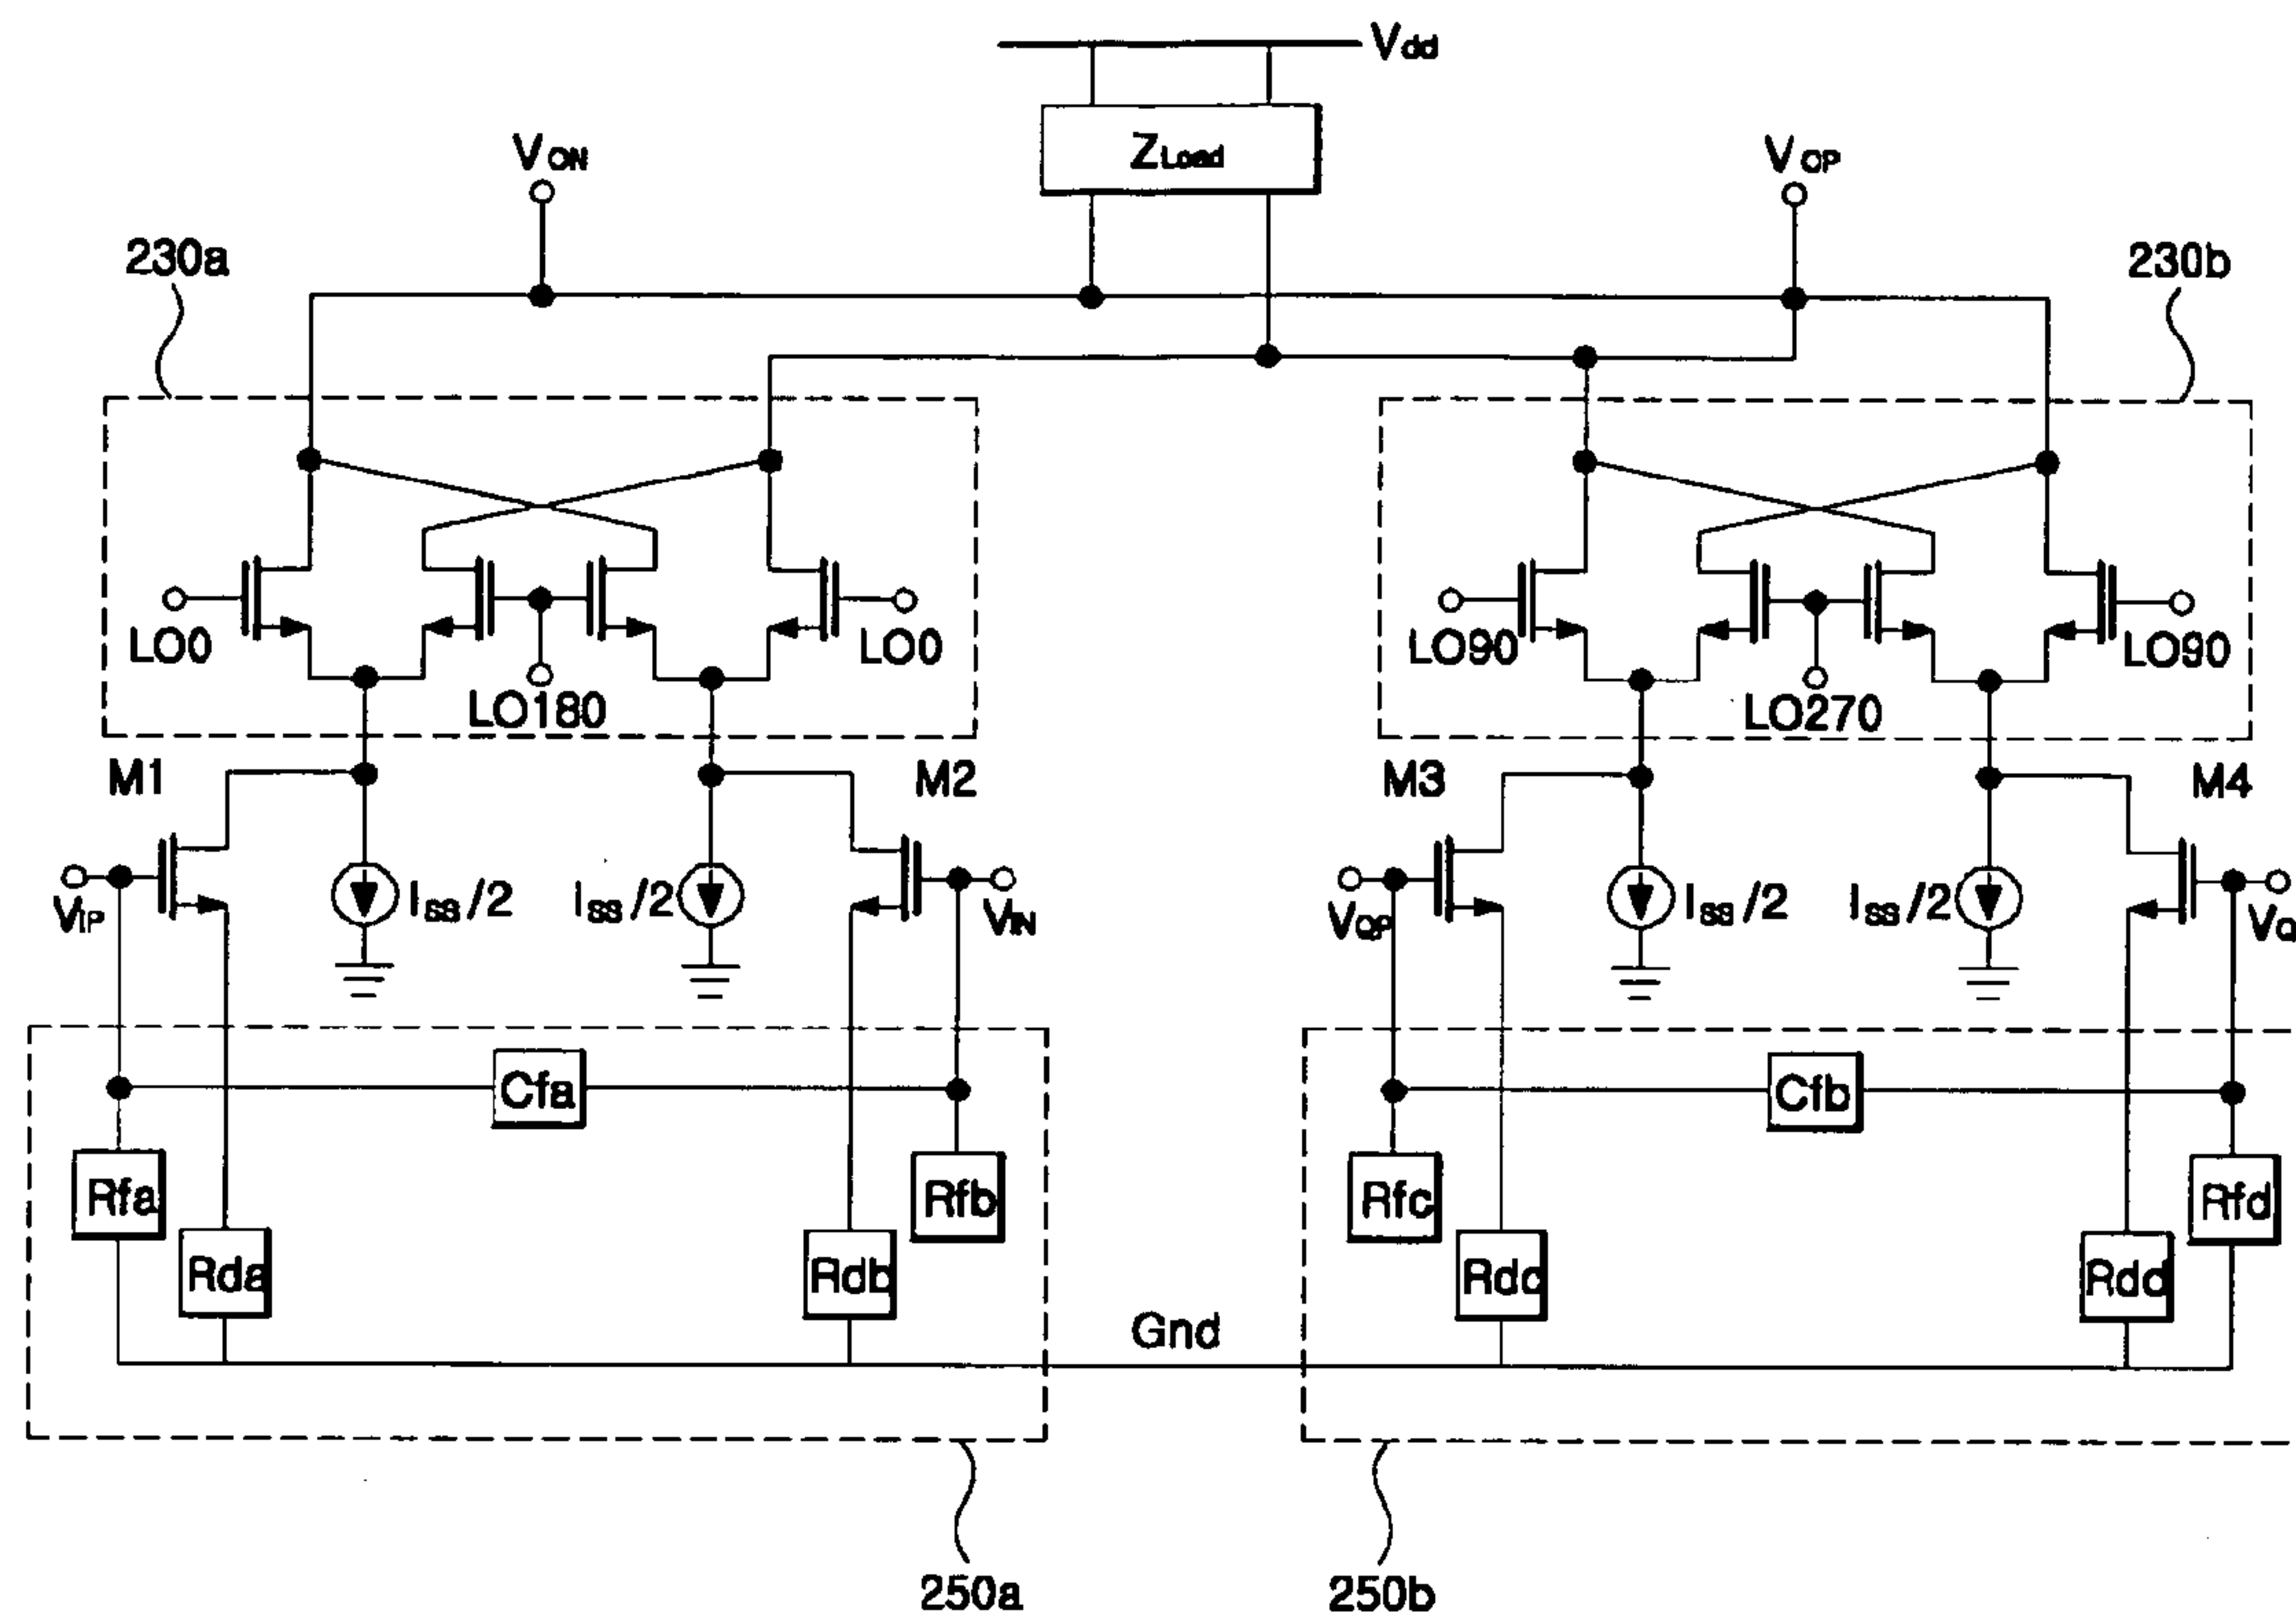 Vdd
ZLoad
VON
VOP
230a
230b
LO0
LO180
LO0
LO90
LO270
LO90
M1
M2
M3
M4
VIP
ISS/2
ISS/2
VIN
VQP
ISS/2
ISS/2
VQ
Cfa
Cfb
Rfa
Rda
Rdb
Rfb
Rfc
Rdc
Rdd
Rfd
Gnd
250a
250b